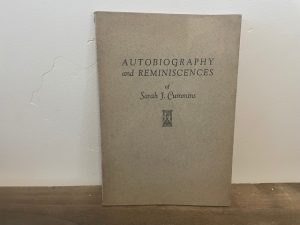 AUTOBIOGRAPHY
and REMINISCENCES
of
Sarah J. Cummins